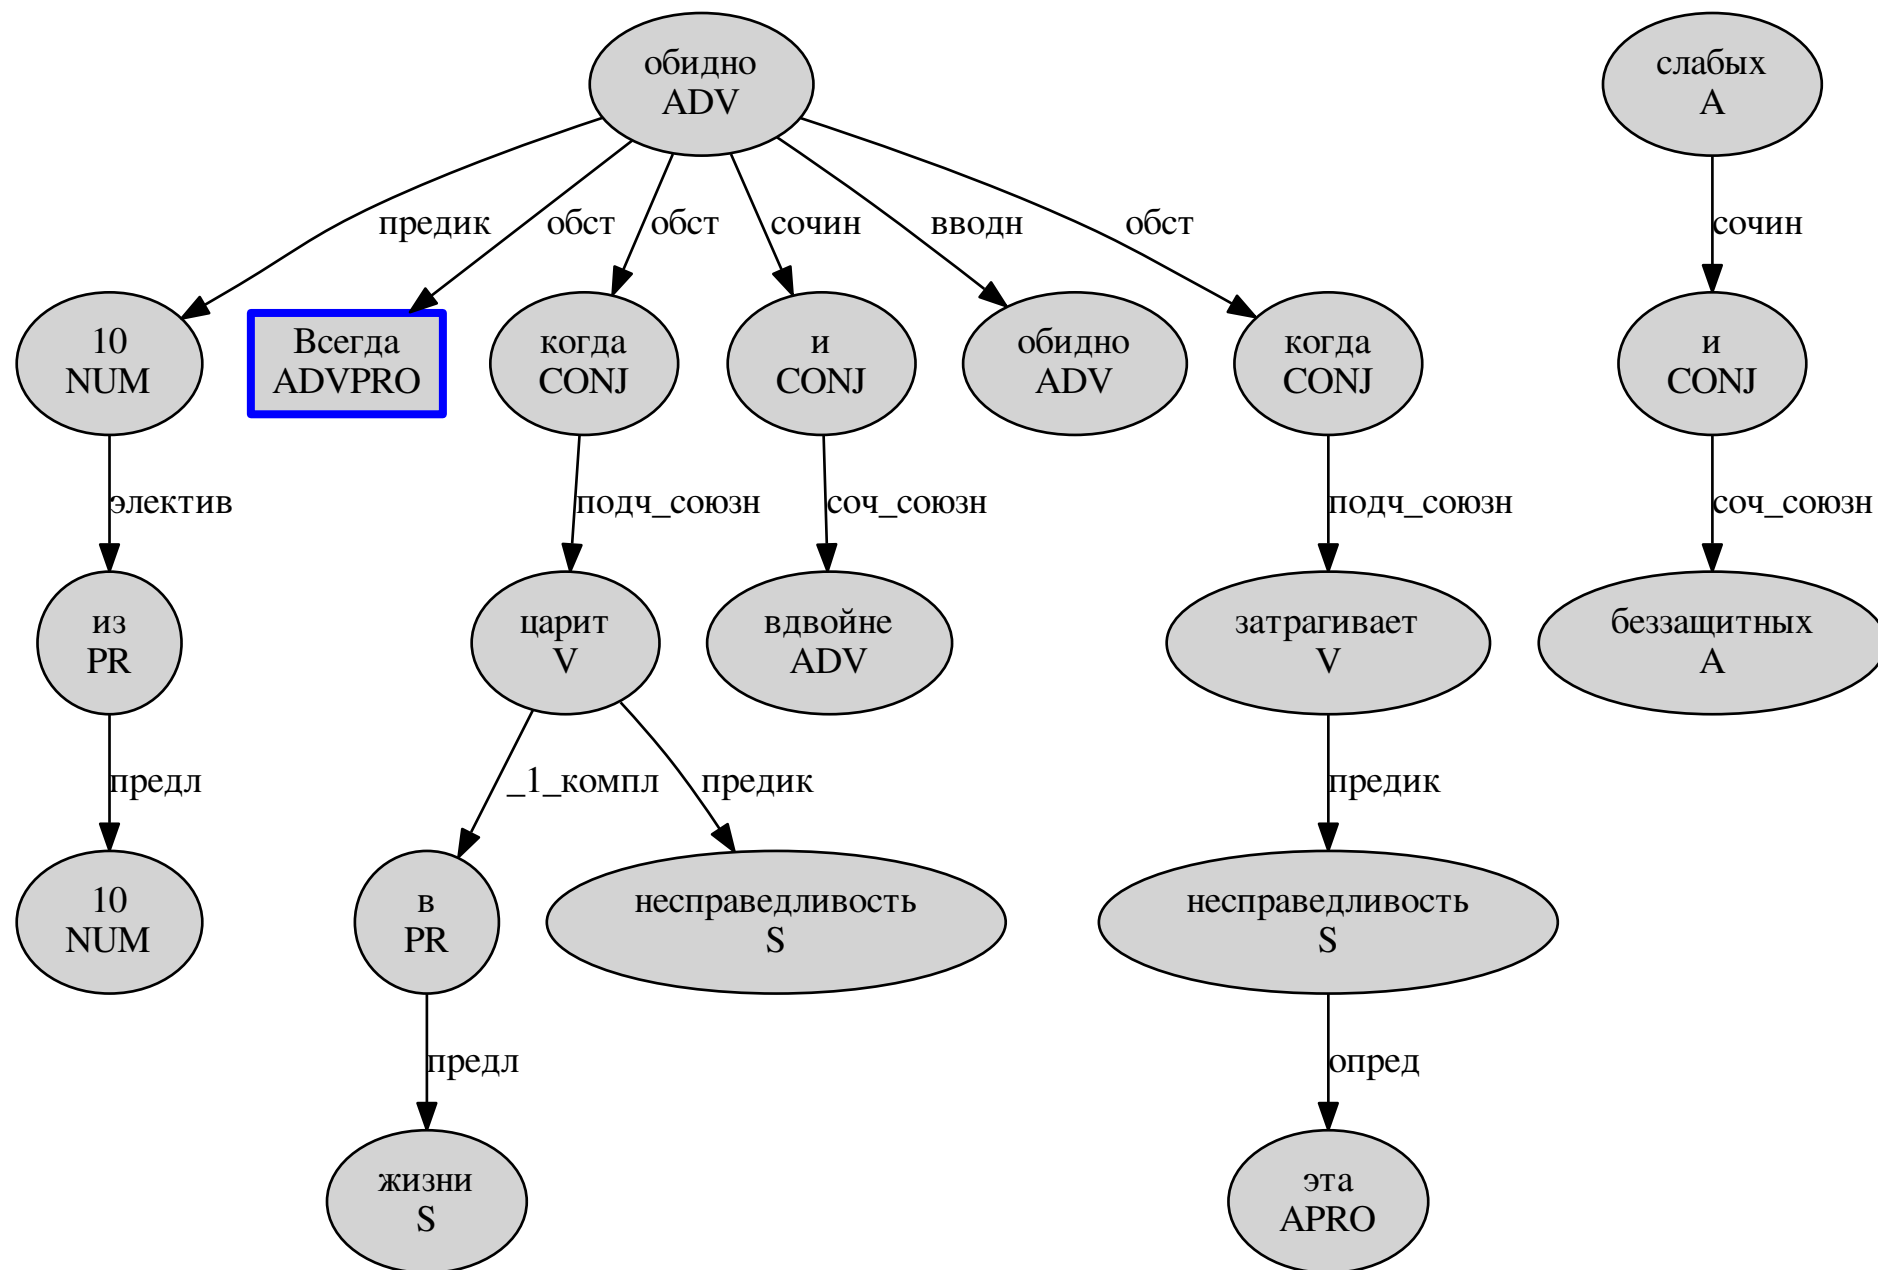 обидно
ADV
слабых
A
предик
обст
обст
сочин
вводн
обст
сочин
10
NUM
Всегда
ADVPRO
когда
CONJ
и
CONJ
обидно
ADV
когда
CONJ
и
CONJ
электив
подч_союзн
соч_союзн
подч_союзн
соч_союзн
из
PR
царит
V
вдвойне
ADV
затрагивает
V
беззащитных
A
предл
_1_компл
предик
предик
10
NUM
в
PR
несправедливость
S
несправедливость
S
предл
опред
жизни
S
эта
APRO